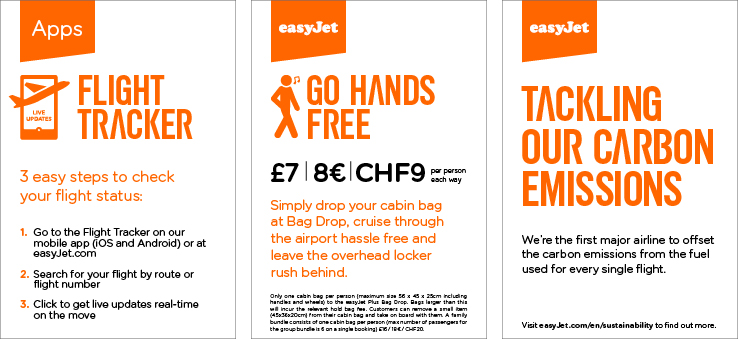 Apps
LIVE
UPDATES
FLIGHT
TRACKER
3 easy steps to check
your flight status:
1. Go to the Flight Tracker on our
mobile app (iOS and Android) or at
easyJet.com
2. Search for your flight by route or
flight number
3. Click to get live updates real-time
on the move
easyJet
GO HANDS
FREE
£7 | 8€ | CHF9 per person
each way
Simply drop your cabin bag
at Bag Drop, cruise through
the airport hassle free and
leave the overhead locker
rush behind.
Only one cabin bag per person (maximum size 56 x 45 x 25cm including
handles and wheels) to the easyJet Plus Bag Drop. Bags larger than this
will incur the relevant hold bag fee. Customers can remove a small item
(45x36x20cm) from their cabin bag and take on board with them. A family
bundle consists of one cabin bag per person (max number of passengers for
the group bundle is 6 on a single booking) £16 / 19€ / CHF20.
easyJet
TACKLING
OUR CARBON
EMISSIONS
We're the first major airline to offset
the carbon emissions from the fuel
used for every single flight.
Visit easyJet.com/en/sustainability to find out more.